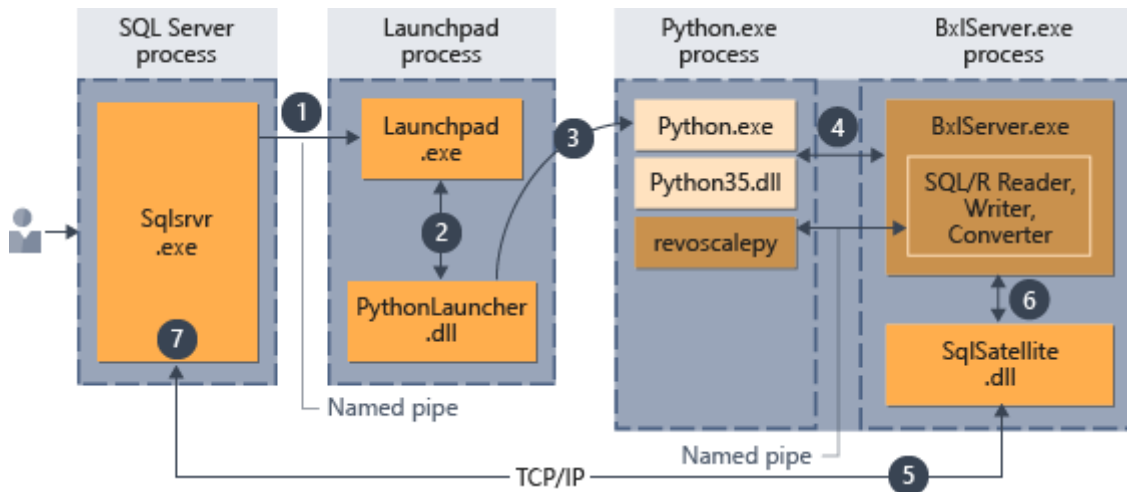 SQL Server
process
Launchpad
process
Python.exe
process
BxlServer.exe
process
1
Launchpad
.exe
3
Python.exe
4
BxlServer.exe
Python35.dll
SQL/R Reader,
Writer,
Converter
Sqlsrvr
.exe
2
revoscalepy
PythonLauncher
.dll
6
7
SqlSatellite
.dll
Named pipe
Named pipe
TCP/IP
5